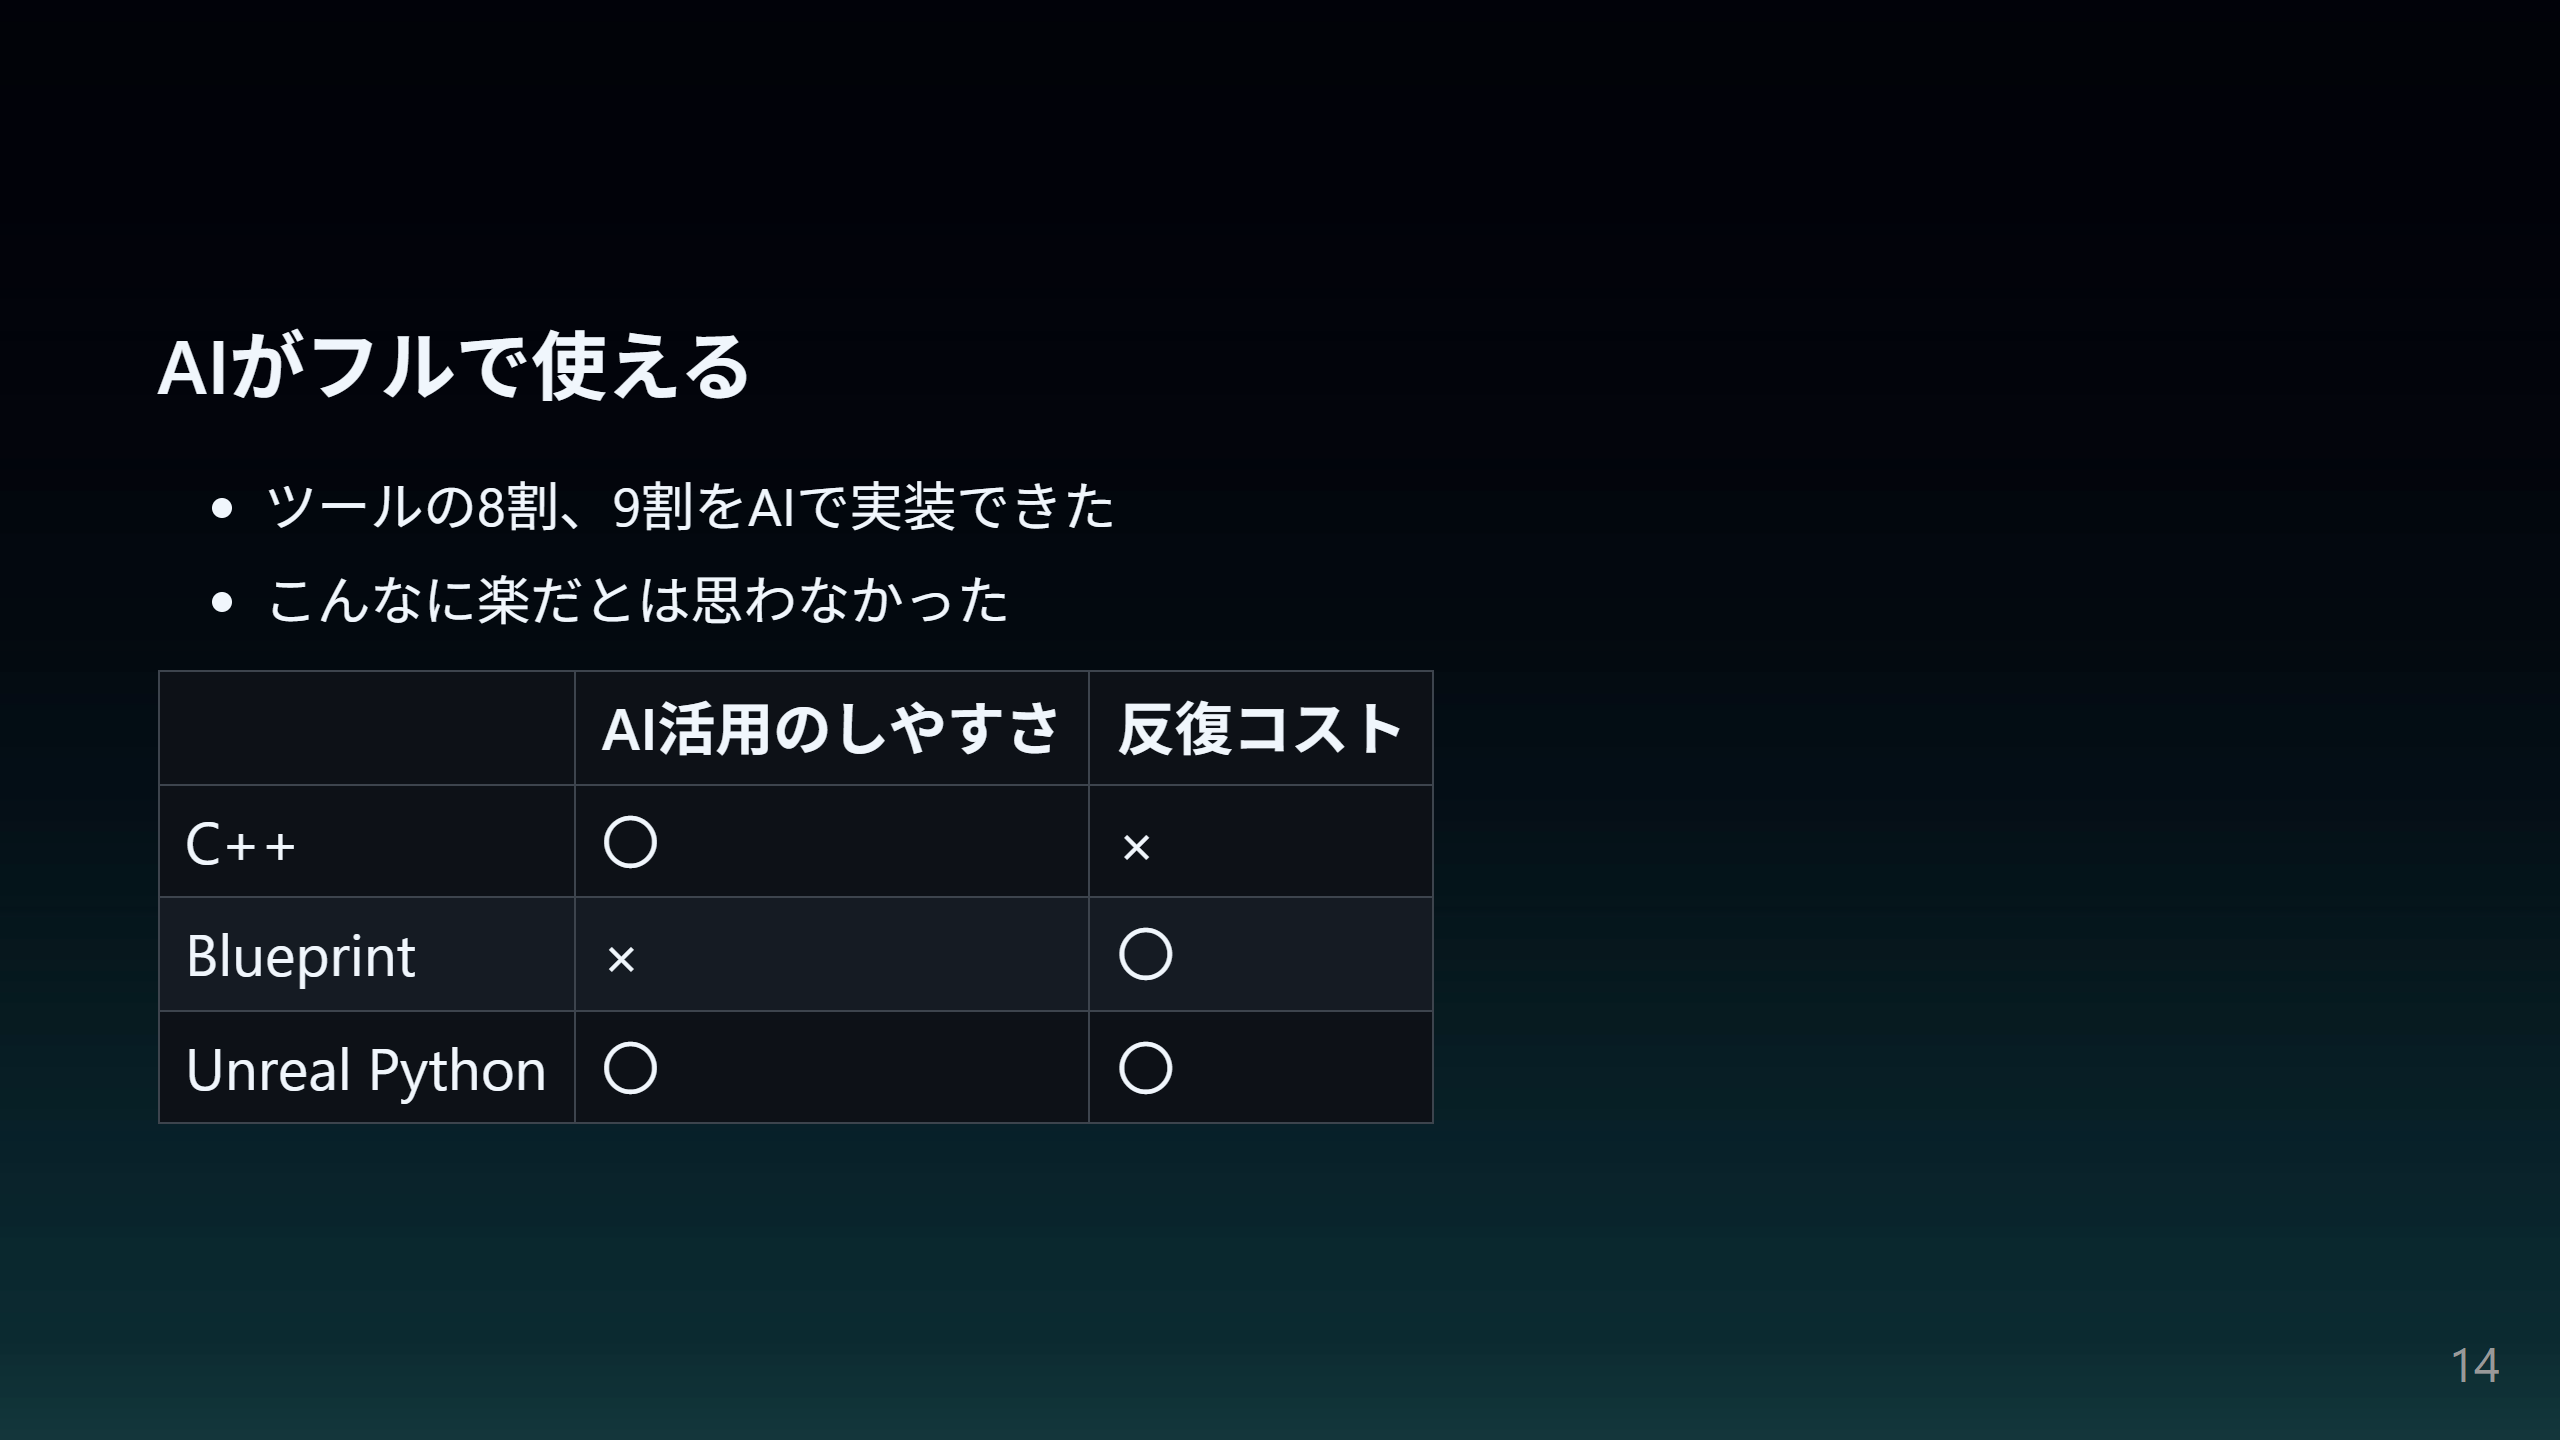 AIがフルで使える
• ツールの8割、9割をAIで実装できた
• こんなに楽だとは思わなかった
AI活用のしやすさ 反復コスト
C++ 〇 ×
Blueprint × 〇
Unreal Python 〇 〇
14